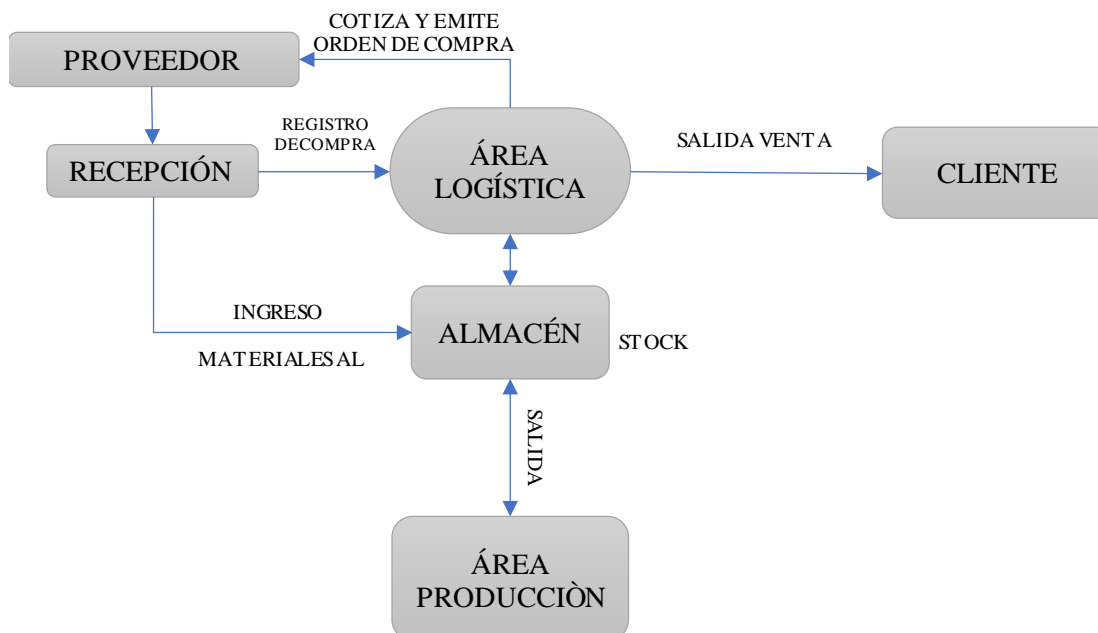 COTIZA Y EMITE
ORDEN DE COMPRA
PROVEEDOR
REGISTRO
DECOMPRA
RECEPCIÓN
ÁREA
LOGÍSTICA
SALIDA VENTA
CLIENTE
INGRESO
MATERIALESAL
ALMACÉN
STOCK
SALIDA
ÁREA
PRODUCCIÒN